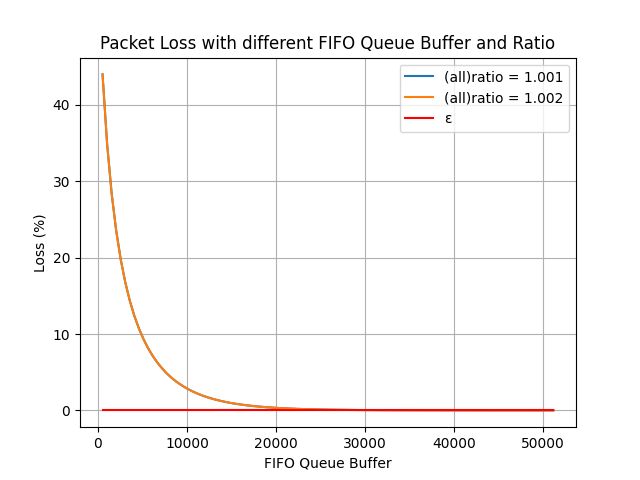 Packet Loss with different FIFO Queue Buffer and Ratio
(all)ratio = 1.001
(all)ratio = 1.002
ε
40
30
20
10
0
Loss (%)
0 10000 20000 30000 40000 50000
FIFO Queue Buffer